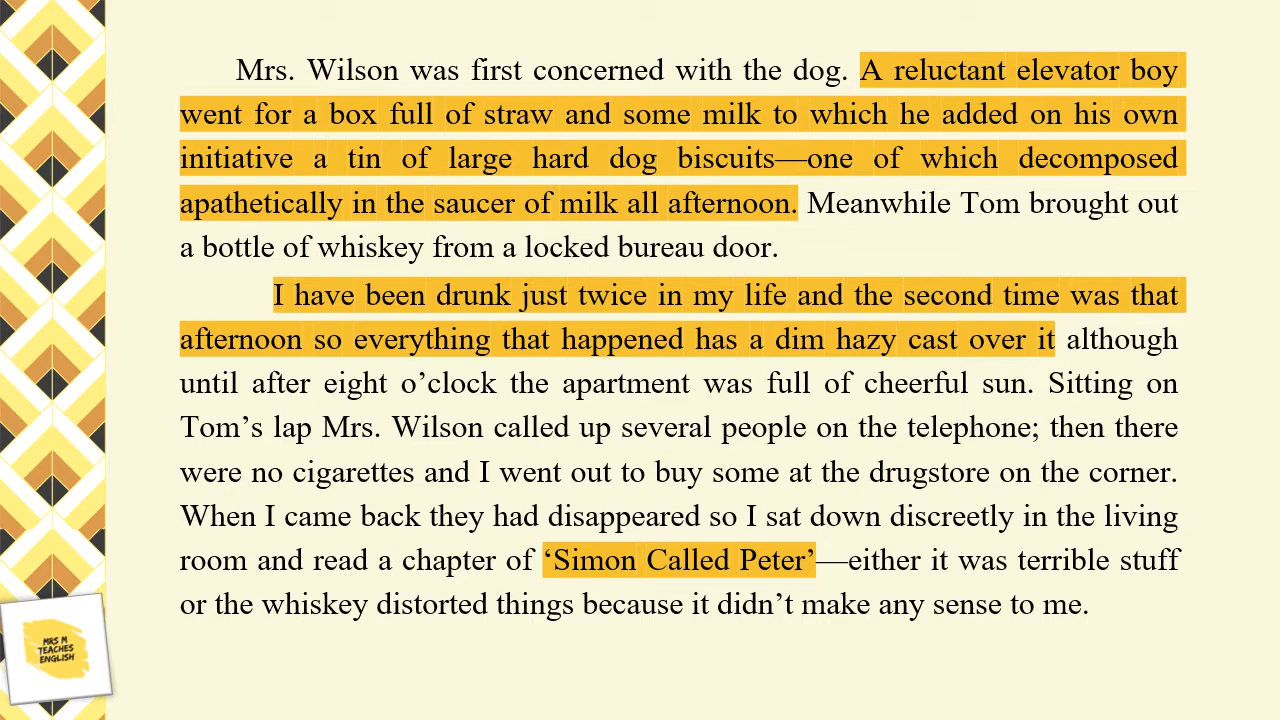 Mrs. Wilson was first concerned with the dog. A reluctant elevator boy
went for a box full of straw and some milk to which he added on his own
initiative a tin of large hard dog biscuits—one of which decomposed
apathetically in the saucer of milk all afternoon. Meanwhile Tom brought out
a bottle of whiskey from a locked bureau door.
I have been drunk just twice in my life and the second time was that
afternoon so everything that happened has a dim hazy cast over it although
until after eight o’clock the apartment was full of cheerful sun. Sitting on
Tom’s lap Mrs. Wilson called up several people on the telephone; then there
were no cigarettes and I went out to buy some at the drugstore on the corner.
When I came back they had disappeared so I sat down discreetly in the living
room and read a chapter of ‘Simon Called Peter’—either it was terrible stuff
or the whiskey distorted things because it didn’t make any sense to me.
MRS M
TEACHES
ENGLISH